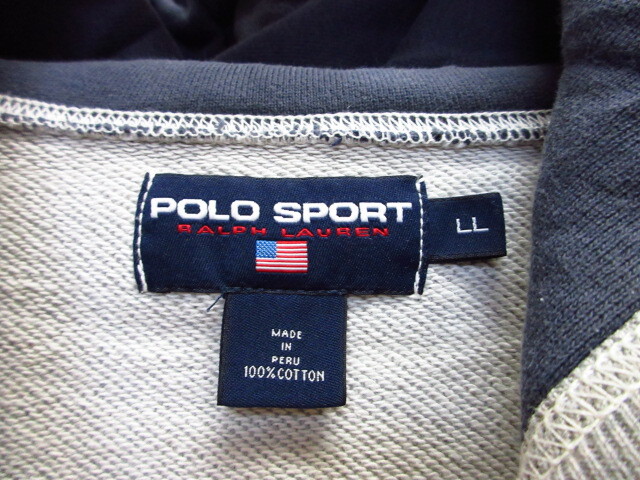 POLO SPORT
RALPH LAUREN
LL
MADE
IN
PERU
100% COTTON